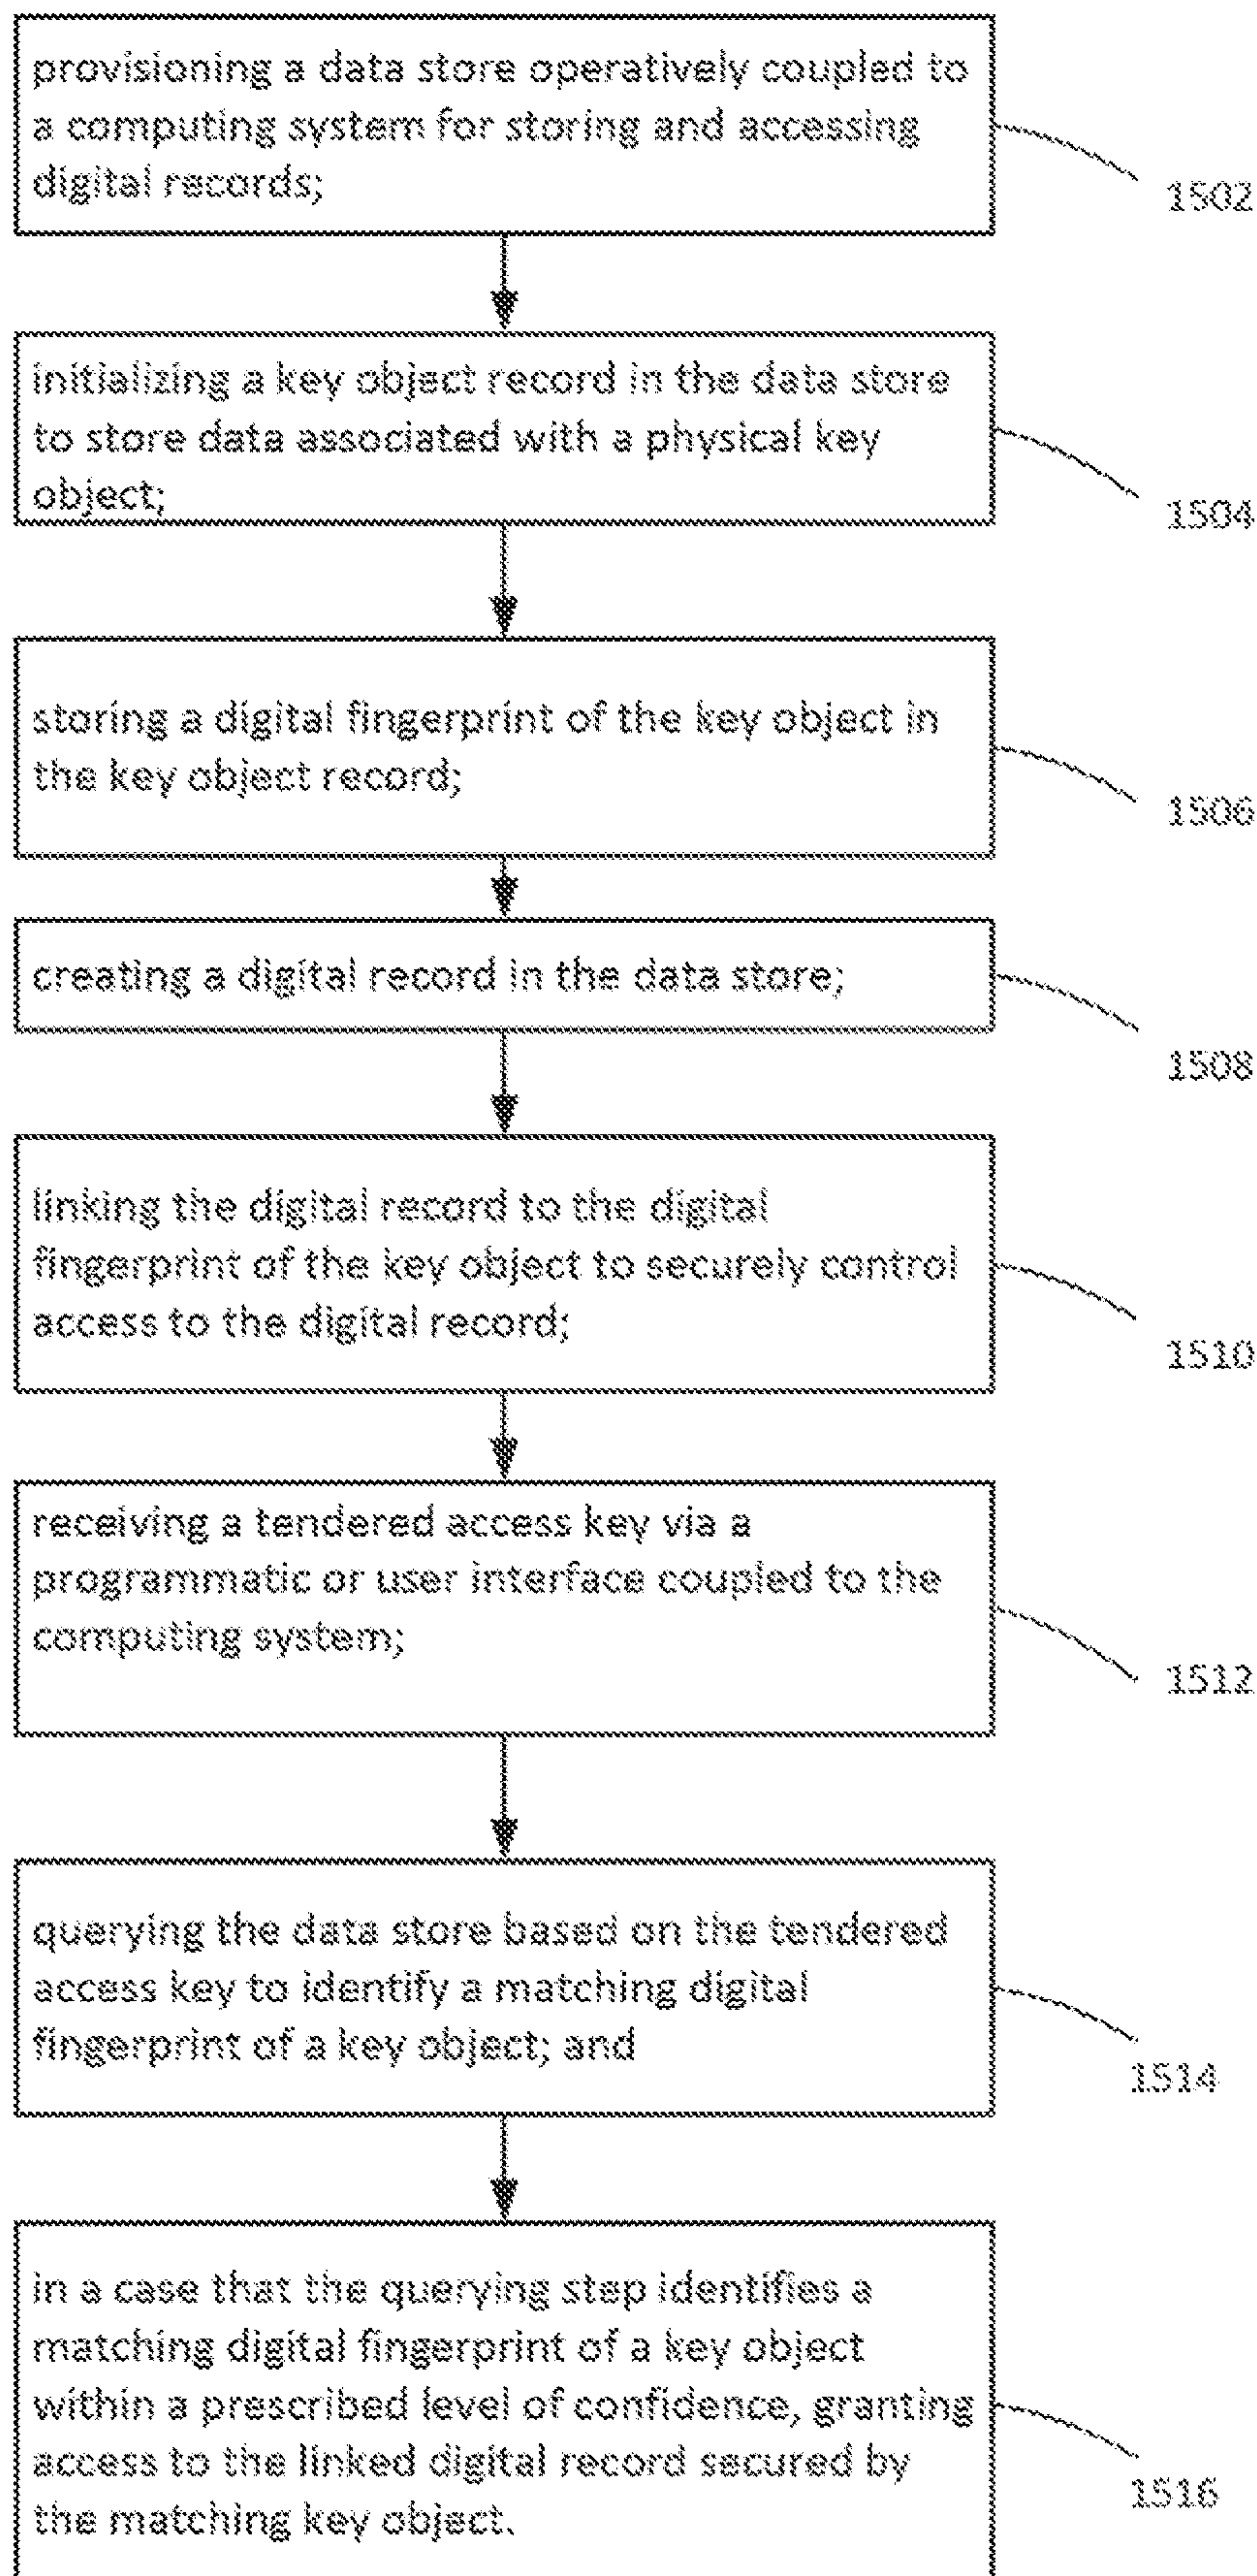 provisioning a data store operatively coupled to
a computing system for storing and accessing
digital records;
1502
initializing a key object record in the data store
to store data associated with a physical key
object;
1504
storing a digital fingerprint of the key object in
the key object record;
1506
creating a digital record in the data store;
1508
linking the digital record to the digital
fingerprint of the key object to securely control
access to the digital record;
1510
receiving a tendered access key via a
programmatic or user interface coupled to the
computing system;
1512
querying the data store based on the tendered
access key to identify a matching digital
fingerprint of a key object; and
1514
in a case that the querying step identifies a
matching digital fingerprint of a key object
within a prescribed level of confidence, granting
access to the linked digital record secured by
the matching key object.
1516